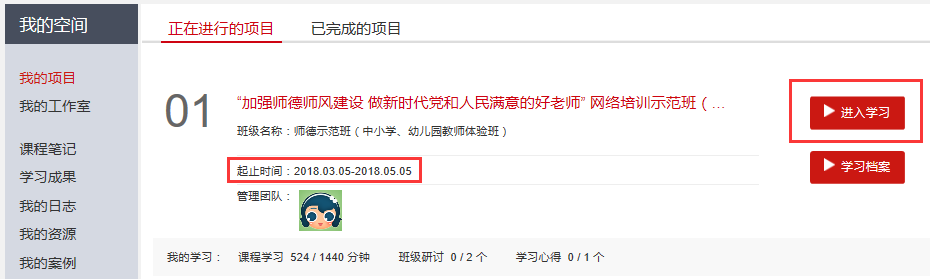 我的空间
正在进行的项目 已完成的项目
我的项目
我的工作室
课程笔记
学习成果
我的日志
我的资源
我的案例
01
“加强师德师风建设 做新时代党和人民满意的好老师” 网络培训示范班（...
班级名称：师德示范班（中小学、幼儿园教师体验班）
起止时间：2018.03.05-2018.05.05
管理团队：
进入学习
学习档案
我的学习： 课程学习 524 / 1440 分钟 班级研讨 0 / 2 个 学习心得 0 / 1 个